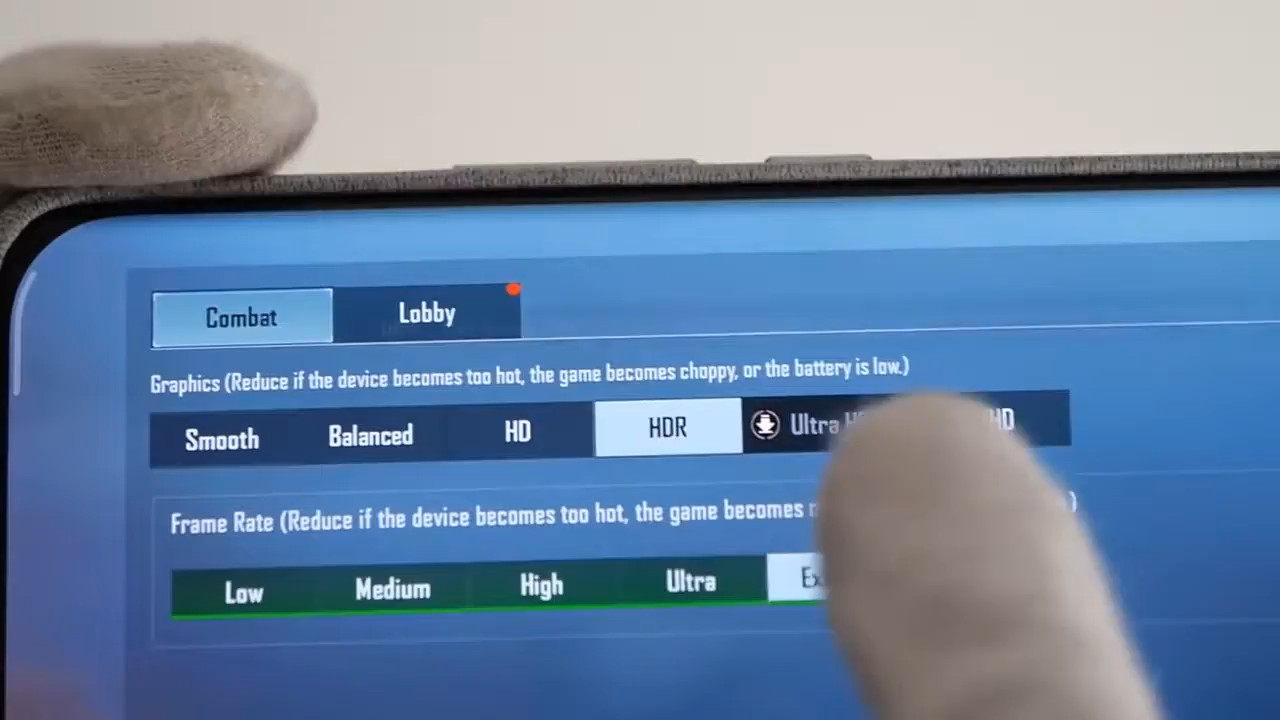 Combat Lobby
Graphics (Reduce if the device becomes too hot, the game becomes choppy, or the battery is low.)
Smooth Balanced HD HDR Ultra HD
Frame Rate (Reduce if the device becomes too hot, the game becomes
Low Medium High Ultra